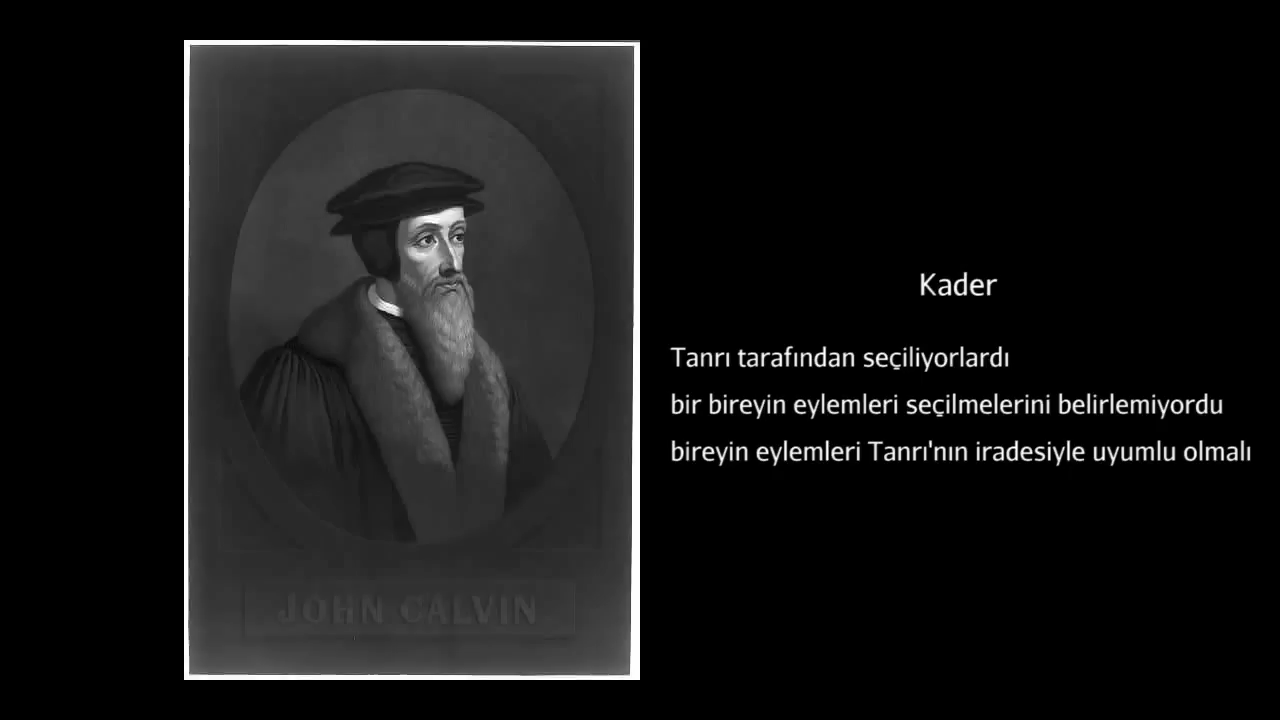 Kader
Tanrı tarafından seçiliyorlardı
bir bireyin eylemleri seçilmelerini belirlemiyordu
bireyin eylemleri Tanrı'nın iradesiyle uyumlu olmalı
JOHN CALVIN